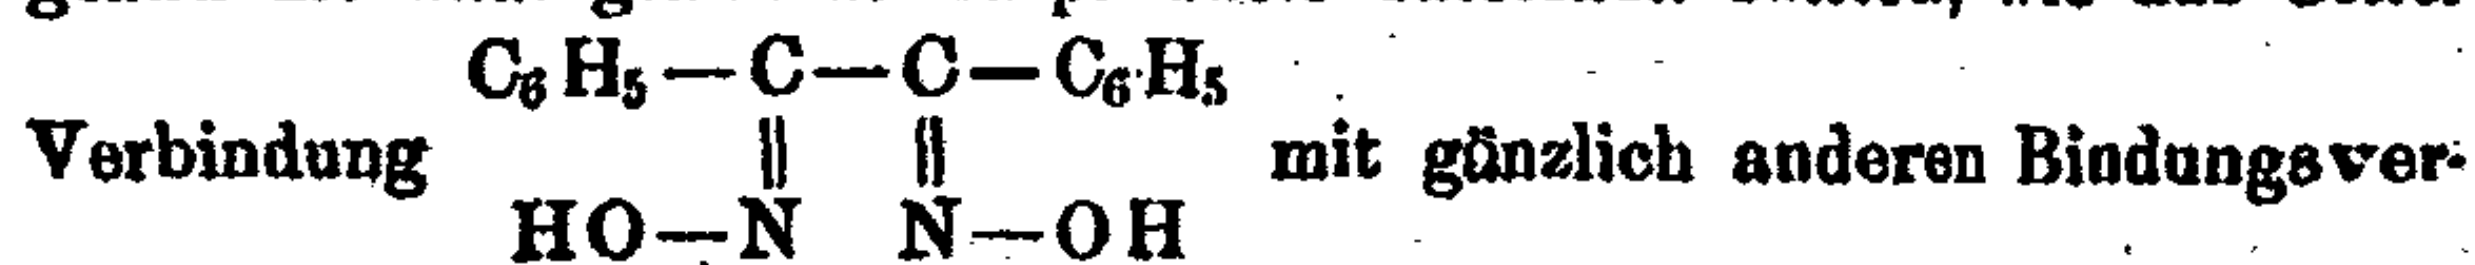 C₆H₅—C—C—C₆H₅
Verbindung || || mit gänzlich anderen Bindungsver-
HO—N N—OH